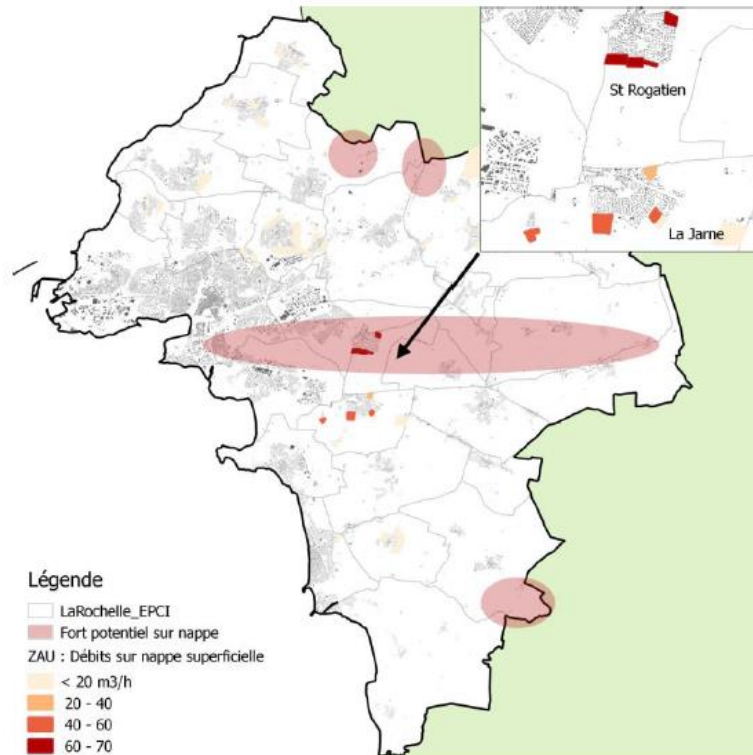 St Rogatien
La Jarne
Légende
LaRochelle_EPCI
Fort potentiel sur nappe
ZAU : Débits sur nappe superficielle
< 20 m3/h
20 - 40
40 - 60
60 - 70